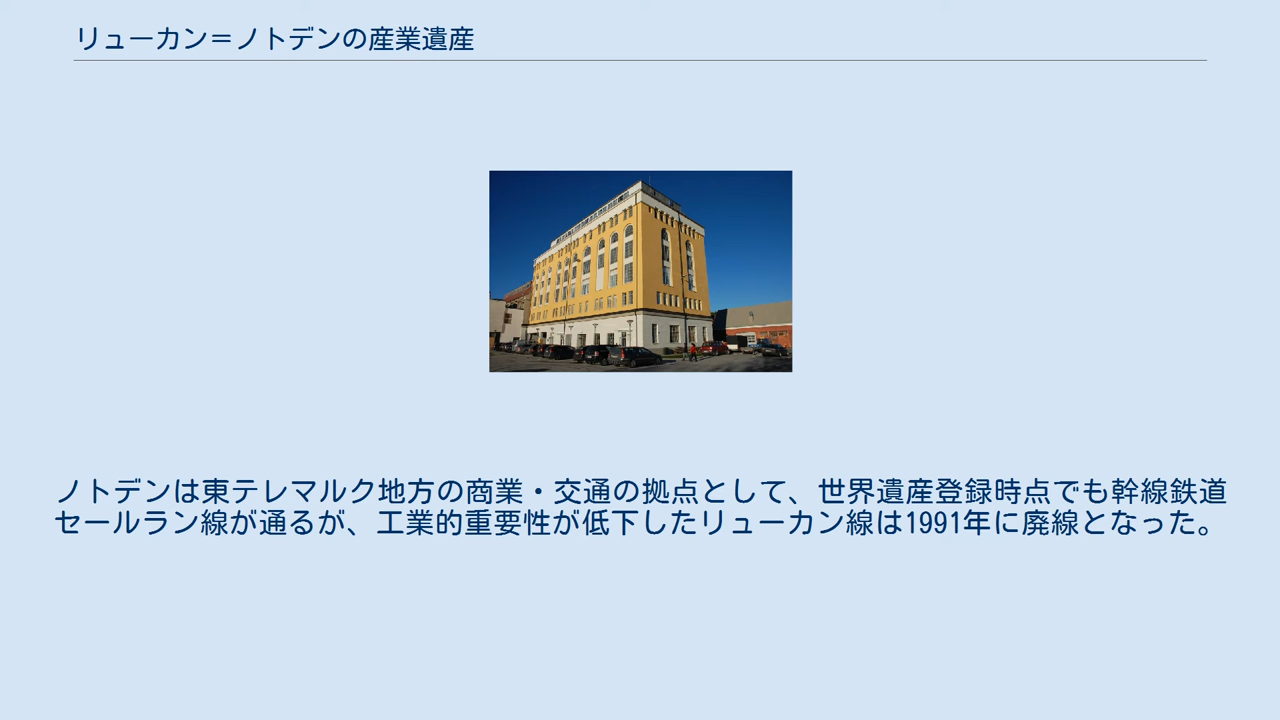 リューカン＝ノトデンの産業遺産
ノトデンは東テレマルク地方の商業・交通の拠点として、世界遺産登録時点でも幹線鉄道
セールラン線が通るが、工業的重要性が低下したリューカン線は1991年に廃線となった。